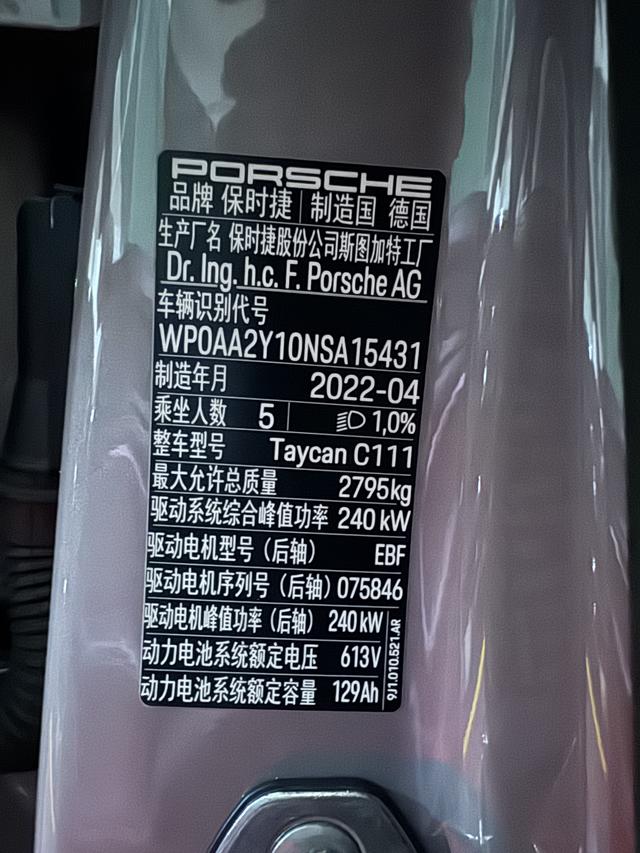 PORSCHE
品牌 保时捷 制造国 德国
生产厂名 保时捷股份公司斯图加特工厂
Dr. Ing. h.c. F. Porsche AG
车辆识别代号
WP0AA2Y10NSA15431
制造年月 2022-04
乘坐人数 5 1,0%
整车型号 Taycan C111
最大允许总质量 2795kg
驱动系统综合峰值功率 240 kW
驱动电机型号（后轴） EBF
驱动电机序列号（后轴） 075846
驱动电机峰值功率（后轴） 240 kW
动力电池系统额定电压 613V
动力电池系统额定容量 129Ah
9J1.010.521.AR